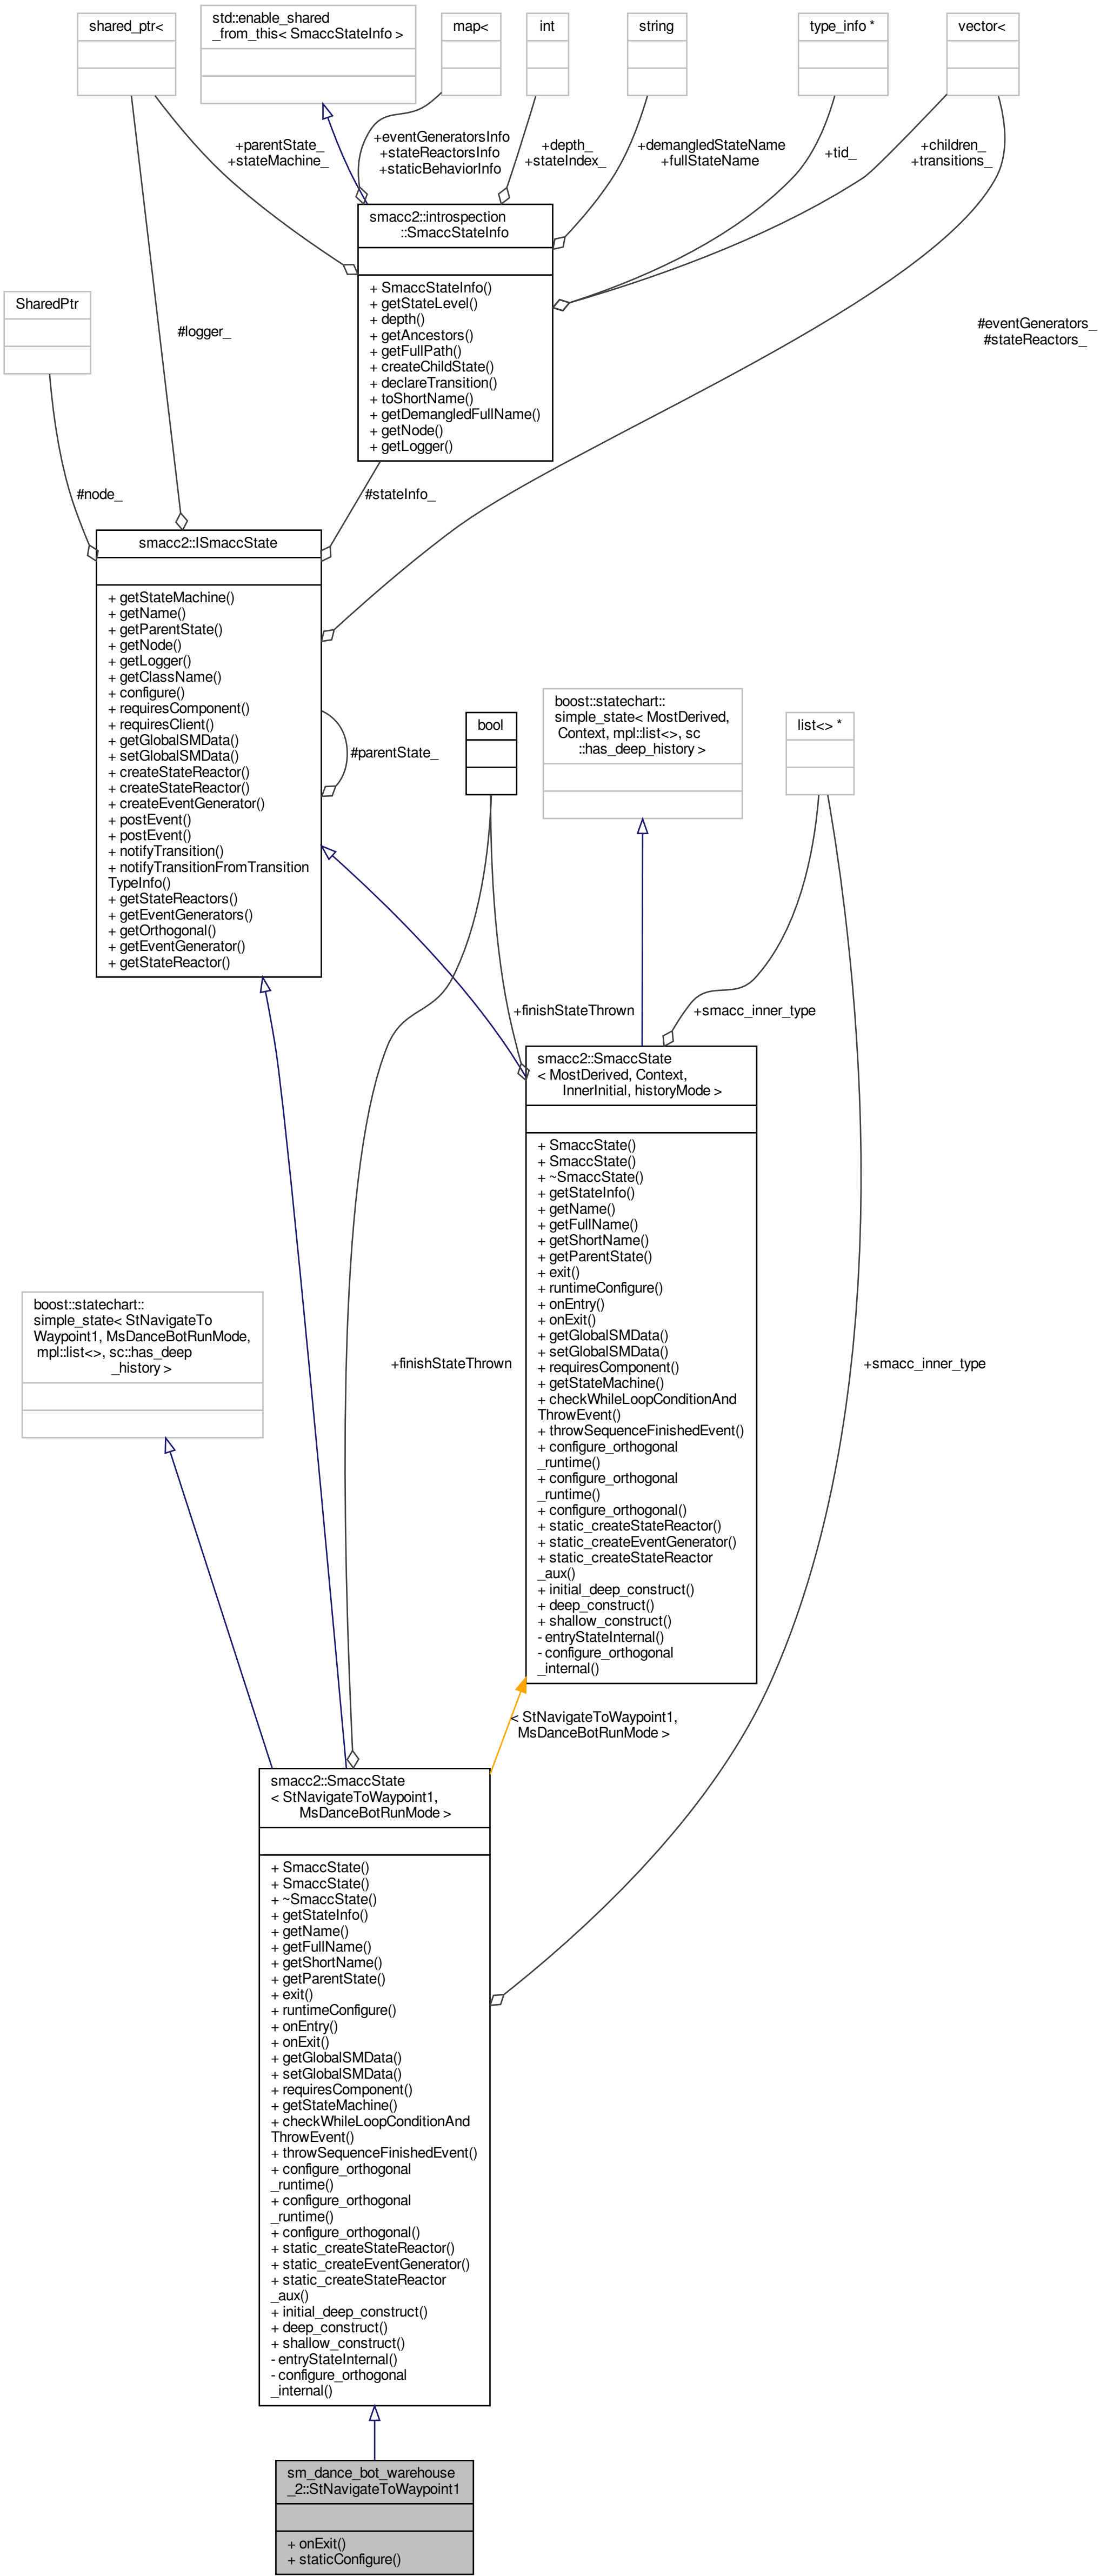 shared_ptr<
std::enable_shared
_from_this< SmaccStateInfo >
map<
int
string
type_info *
vector<
+parentState_
+stateMachine_
+eventGeneratorsInfo
+stateReactorsInfo
+staticBehaviorInfo
+depth_
+stateIndex_
+demangledStateName
+fullStateName
+tid_
+children_
+transitions_
smacc2::introspection
::SmaccStateInfo
+ SmaccStateInfo()
+ getStateLevel()
+ depth()
+ getAncestors()
+ getFullPath()
+ createChildState()
+ declareTransition()
+ toShortName()
+ getDemangledFullName()
+ getNode()
+ getLogger()
SharedPtr
#logger_
#eventGenerators_
#stateReactors_
#node_
#stateInfo_
smacc2::ISmaccState
+ getStateMachine()
+ getName()
+ getParentState()
+ getNode()
+ getLogger()
+ getClassName()
+ configure()
+ requiresComponent()
+ requiresClient()
+ getGlobalSMData()
+ setGlobalSMData()
+ createStateReactor()
+ createStateReactor()
+ createEventGenerator()
+ postEvent()
+ postEvent()
+ notifyTransition()
+ notifyTransitionFromTransition
TypeInfo()
+ getStateReactors()
+ getEventGenerators()
+ getOrthogonal()
+ getEventGenerator()
+ getStateReactor()
#parentState_
bool
boost::statechart::
simple_state< MostDerived,
Context, mpl::list<>, sc
::has_deep_history >
list<> *
+finishStateThrown
+smacc_inner_type
smacc2::SmaccState
< MostDerived, Context,
InnerInitial, historyMode >
+ SmaccState()
+ SmaccState()
+ ~SmaccState()
+ getStateInfo()
+ getName()
+ getFullName()
+ getShortName()
+ getParentState()
+ exit()
+ runtimeConfigure()
+ onEntry()
+ onExit()
+ getGlobalSMData()
+ setGlobalSMData()
+ requiresComponent()
+ getStateMachine()
+ checkWhileLoopConditionAnd
ThrowEvent()
+ throwSequenceFinishedEvent()
+ configure_orthogonal
_runtime()
+ configure_orthogonal
_runtime()
+ configure_orthogonal()
+ static_createStateReactor()
+ static_createEventGenerator()
+ static_createStateReactor
_aux()
+ initial_deep_construct()
+ deep_construct()
+ shallow_construct()
- entryStateInternal()
- configure_orthogonal
_internal()
boost::statechart::
simple_state< StNavigateTo
Waypoint1, MsDanceBotRunMode,
mpl::list<>, sc::has_deep
_history >
+finishStateThrown
+smacc_inner_type
< StNavigateToWaypoint1,
MsDanceBotRunMode >
smacc2::SmaccState
< StNavigateToWaypoint1,
MsDanceBotRunMode >
+ SmaccState()
+ SmaccState()
+ ~SmaccState()
+ getStateInfo()
+ getName()
+ getFullName()
+ getShortName()
+ getParentState()
+ exit()
+ runtimeConfigure()
+ onEntry()
+ onExit()
+ getGlobalSMData()
+ setGlobalSMData()
+ requiresComponent()
+ getStateMachine()
+ checkWhileLoopConditionAnd
ThrowEvent()
+ throwSequenceFinishedEvent()
+ configure_orthogonal
_runtime()
+ configure_orthogonal
_runtime()
+ configure_orthogonal()
+ static_createStateReactor()
+ static_createEventGenerator()
+ static_createStateReactor
_aux()
+ initial_deep_construct()
+ deep_construct()
+ shallow_construct()
- entryStateInternal()
- configure_orthogonal
_internal()
sm_dance_bot_warehouse
_2::StNavigateToWaypoint1
+ onExit()
+ staticConfigure()